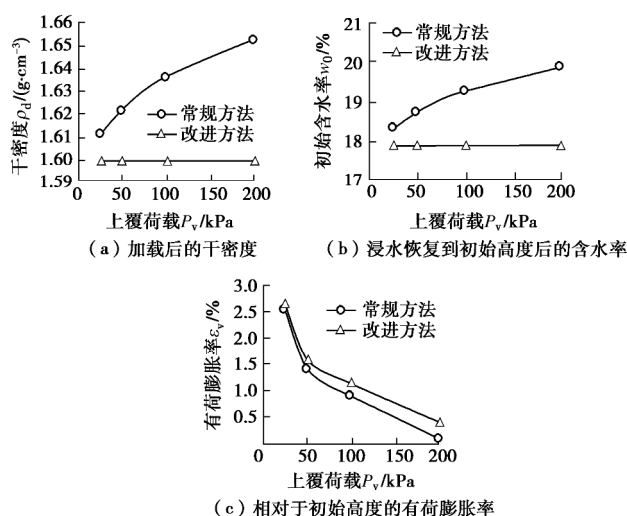 干密度ρd/(g·cm⁻³)
1.66
1.65
1.64
1.63
1.62
1.61
1.60
1.59
常规方法
改进方法
0 50 100 150 200
上覆荷载Pv/kPa
(a) 加载后的干密度
初始含水率w0/%
21
20
19
18
17
常规方法
改进方法
0 50 100 150 200
上覆荷载Pv/kPa
(b) 浸水恢复到初始高度后的含水率
有荷膨胀率εv/%
3.0
2.5
2.0
1.5
1.0
0.5
常规方法
改进方法
0 50 100 150 200
上覆荷载Pv/kPa
(c) 相对于初始高度的有荷膨胀率